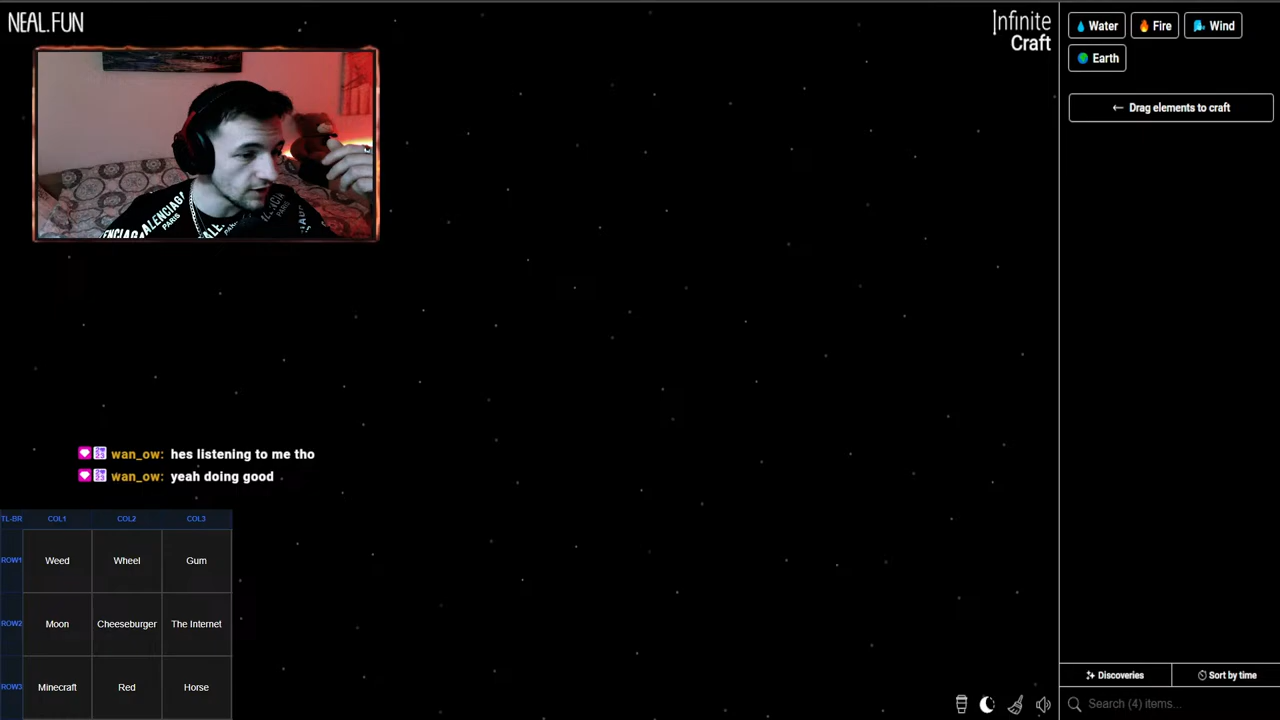 NEAL.FUN
Infinite
Craft
Water
Fire
Wind
Earth
← Drag elements to craft
wan_ow: hes listening to me tho
wan_ow: yeah doing good
TL-BR COL1 COL2 COL3
ROW1 Weed Wheel Gum
ROW2 Moon Cheeseburger The Internet
ROW3 Minecraft Red Horse
Discoveries
Sort by time
Search (4) items...